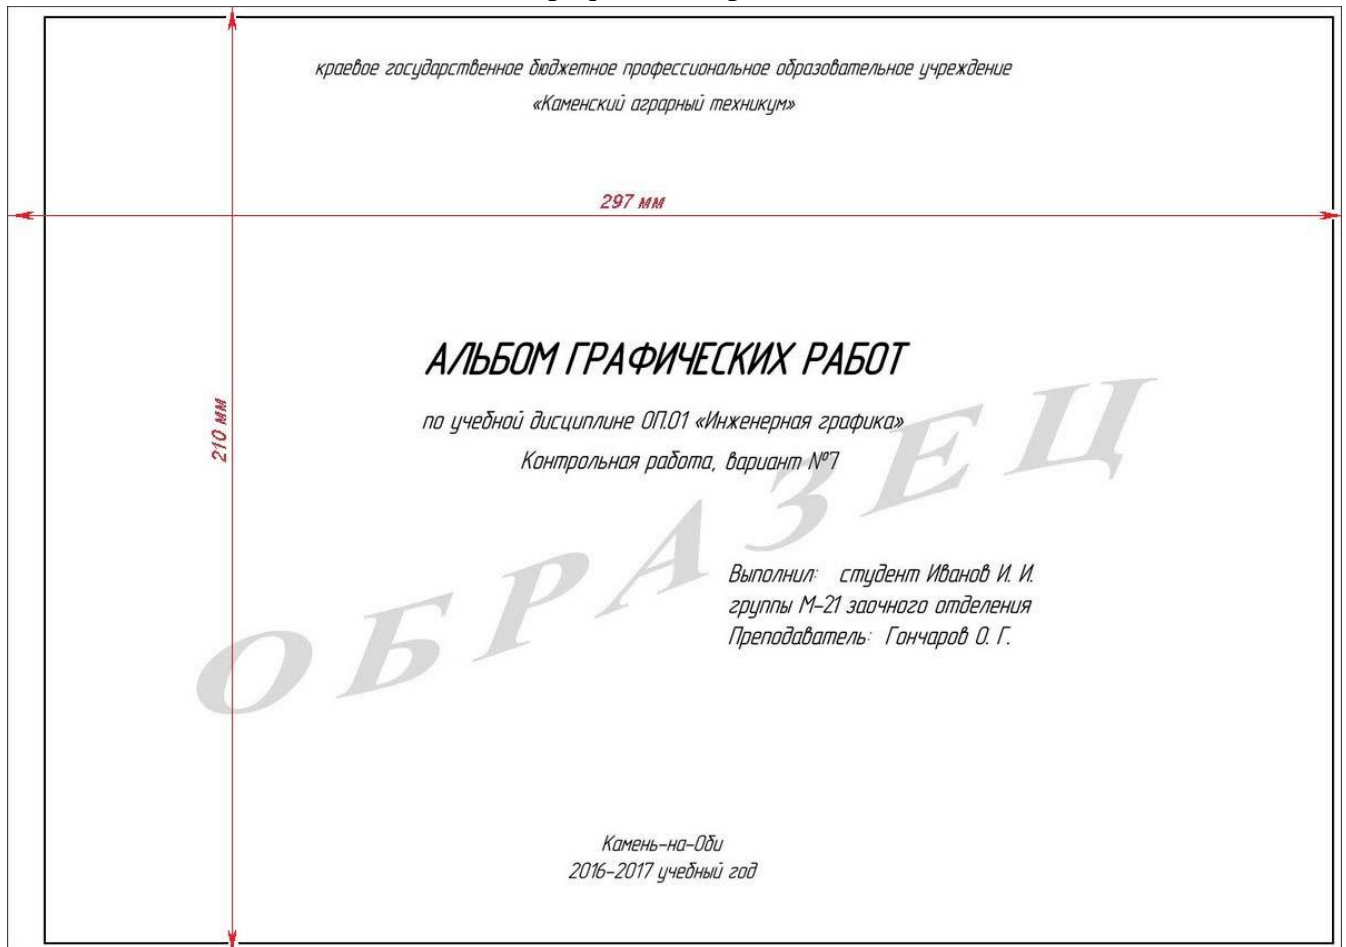 краевое государственное бюджетное профессиональное образовательное учреждение
«Каменский аграрный техникум»
297 мм
АЛЬБОМ ГРАФИЧЕСКИХ РАБОТ
210 мм
по учебной дисциплине ОП.01 «Инженерная графика»
Контрольная работа, вариант №7
ОБРАЗЕЦ
Выполнил: студент Иванов И. И.
группы М-21 заочного отделения
Преподаватель: Гончаров О. Г.
Камень-на-Оби
2016-2017 учебный год